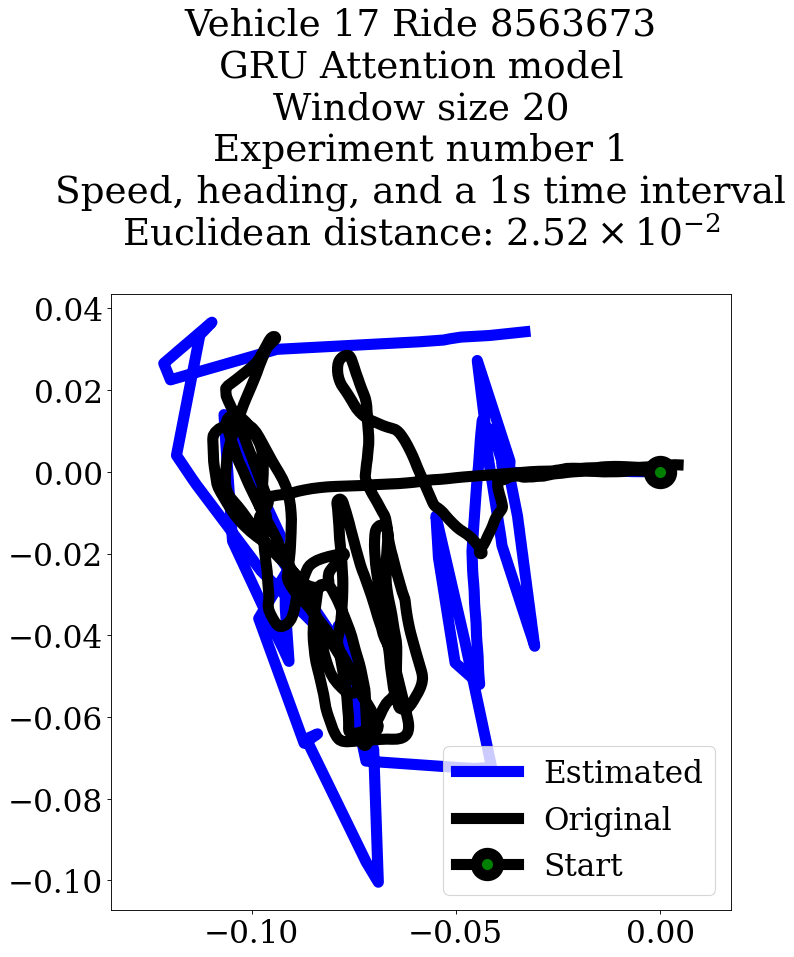 Vehicle 17 Ride 8563673
GRU Attention model
Window size 20
Experiment number 1
Speed, heading, and a 1s time interval
Euclidean distance: 2.52 × 10⁻²
0.04
0.02
0.00
−0.02
−0.04
−0.06
−0.08
−0.10
Estimated
Original
Start
−0.10
−0.05
0.00